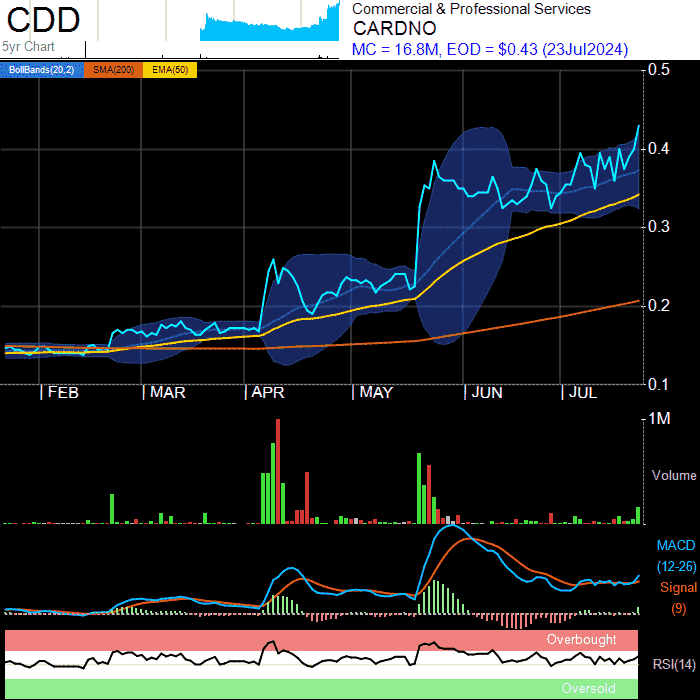 CDD
5yr Chart
Commercial & Professional Services
CARDNO
MC = 16.8M, EOD = $0.43 (23Jul2024)
BollBands(20,2) SMA(200) EMA(50)
0.5
0.4
0.3
0.2
0.1
FEB MAR APR MAY JUN JUL
1M
Volume
MACD
(12-26)
Signal
(9)
Overbought
RSI(14)
Oversold